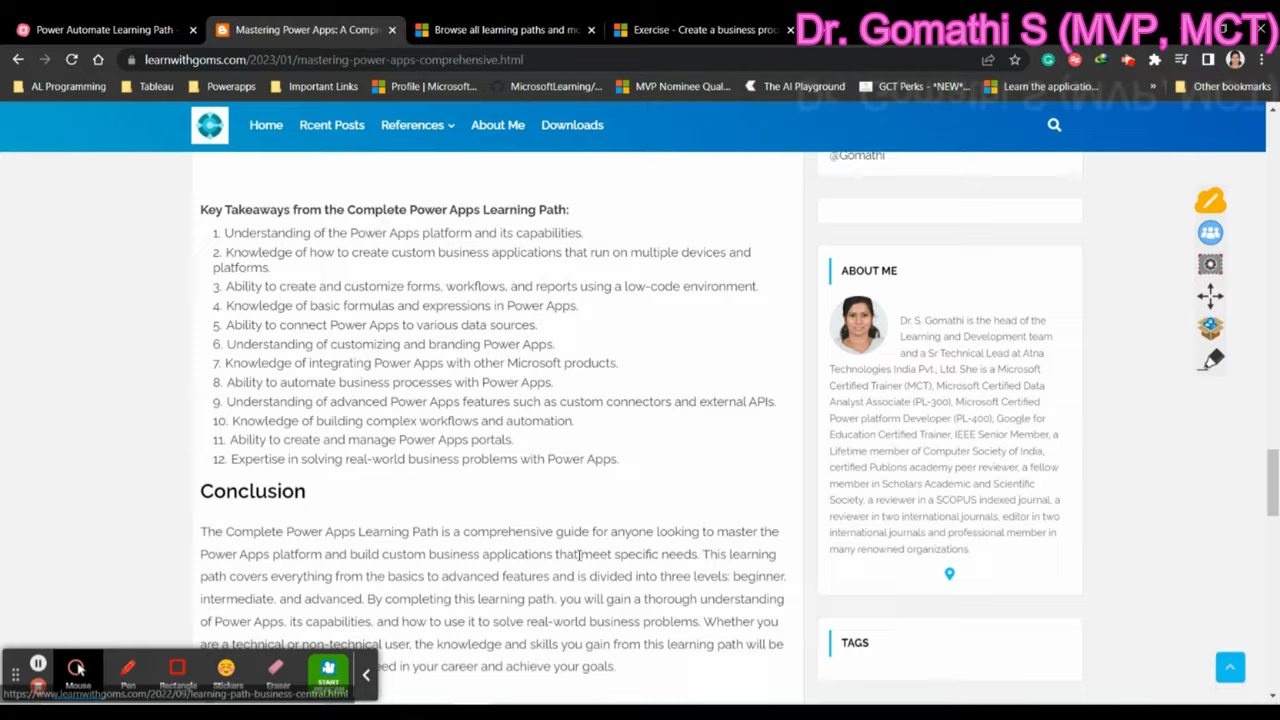 Power Automate Learning Path -
Mastering Power Apps: A Compr
Browse all learning paths and mo
Exercise - Create a business proc
Dr. Gomathi S (MVP, MCT)
learnwithgoms.com/2023/01/mastering-power-apps-comprehensive.html
AL Programming
Tableau
Powerapps
Important Links
Profile | Microsoft...
MicrosoftLearning/...
MVP Nominee Qual...
The AI Playground
GCT Perks - *NEW*...
Learn the applicatio...
»
Other bookmarks
Home
Rcent Posts
References
About Me
Downloads
@Gomathi
Key Takeaways from the Complete Power Apps Learning Path:
1. Understanding of the Power Apps platform and its capabilities.
2. Knowledge of how to create custom business applications that run on multiple devices and
platforms.
3. Ability to create and customize forms, workflows, and reports using a low-code environment.
4. Knowledge of basic formulas and expressions in Power Apps.
5. Ability to connect Power Apps to various data sources.
6. Understanding of customizing and branding Power Apps.
7. Knowledge of integrating Power Apps with other Microsoft products.
8. Ability to automate business processes with Power Apps.
9. Understanding of advanced Power Apps features such as custom connectors and external APIs.
10. Knowledge of building complex workflows and automation.
11. Ability to create and manage Power Apps portals.
12. Expertise in solving real-world business problems with Power Apps.
Conclusion
The Complete Power Apps Learning Path is a comprehensive guide for anyone looking to master the
Power Apps platform and build custom business applications that meet specific needs. This learning
path covers everything from the basics to advanced features and is divided into three levels: beginner,
intermediate, and advanced. By completing this learning path, you will gain a thorough understanding
of Power Apps, its capabilities, and how to use it to solve real-world business problems. Whether you
are a technical or non-technical user, the knowledge and skills you gain from this learning path will be
eed in your career and achieve your goals.
ABOUT ME
Dr. S. Gomathi is the head of the
Learning and Development team
and a Sr Technical Lead at Atna
Technologies India Pvt., Ltd. She is a Microsoft
Certified Trainer (MCT), Microsoft Certified Data
Analyst Associate (PL-300), Microsoft Certified
Power platform Developer (PL-400), Google for
Education Certified Trainer, IEEE Senior Member, a
Lifetime member of Computer Society of India,
certified Publons academy peer reviewer, a fellow
member in Scholars Academic and Scientific
Society, a reviewer in a SCOPUS indexed journal, a
reviewer in two international journals, editor in two
international journals and professional member in
many renowned organizations.
TAGS
Mouse
Pen
Rectangle
Stickers
Eraser
START
https://www.learnwithgoms.com/2022/09/learning-path-business-central.html